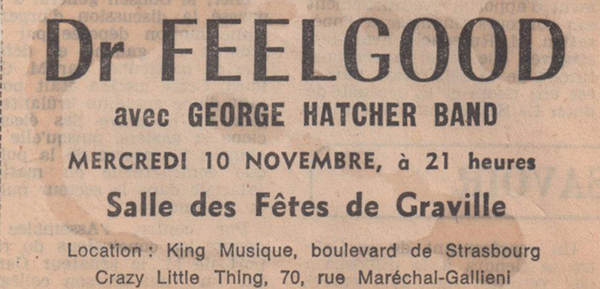 Dr FEELGOOD
avec GEORGE HATCHER BAND
MERCREDI 10 NOVEMBRE, à 21 heures
Salle des Fêtes de Graville
Location : King Musique, boulevard de Strasbourg
Crazy Little Thing, 70, rue Maréchal-Gallieni